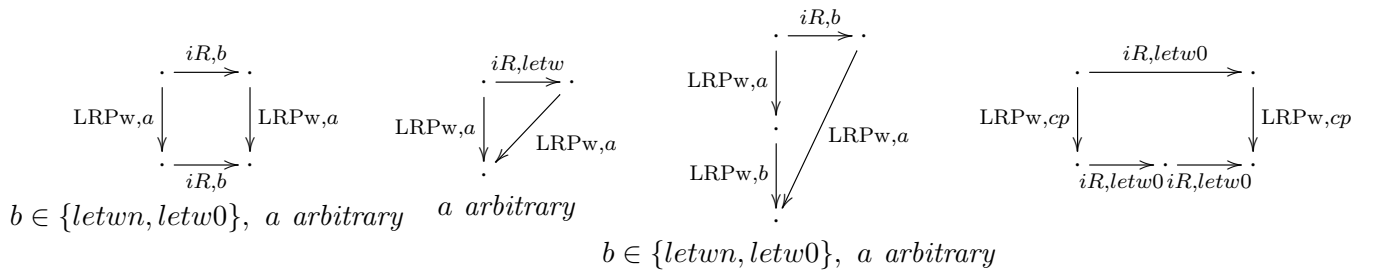 iR,b
LRPw,a LRPw,a
iR,b
b ∈ {letwn, letw0}, a arbitrary
iR,letw
LRPw,a
LRPw,a
a arbitrary
iR,b
LRPw,a
LRPw,a
LRPw,b
b ∈ {letwn, letw0}, a arbitrary
iR,letw0
LRPw,cp LRPw,cp
iR,letw0 iR,letw0